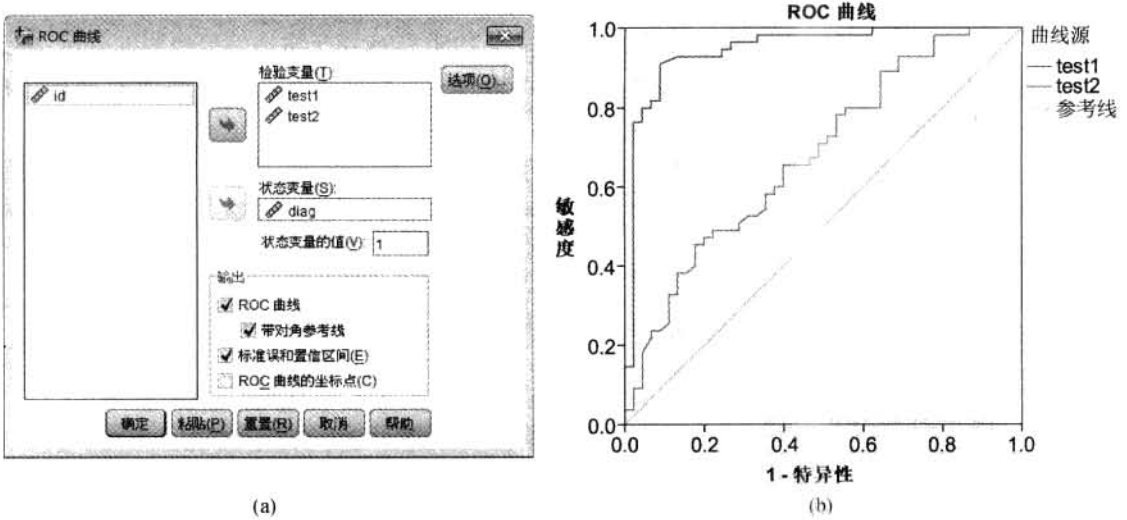 ROC 曲线
id
检验变量(T)
test1
test2
选项(O)...
状态变量(S):
diag
状态变量的值(V): 1
输出
ROC 曲线
带对角参考线
标准误和置信区间(E)
ROC 曲线的坐标点(C)
确定
粘贴(P)
重置(R)
取消
帮助
(a)
ROC 曲线
1.0
0.8
0.6
0.4
0.2
0.0
敏感度
0.0
0.2
0.4
0.6
0.8
1.0
1 - 特异性
曲线源
test1
test2
参考线
(b)